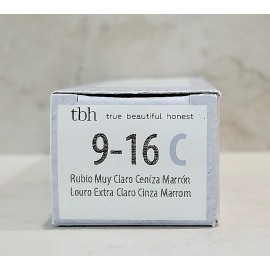 tbh true beautiful honest
9-16 C
Rubio Muy Claro Ceniza Marrón
Louro Extra Claro Cinza Marrom